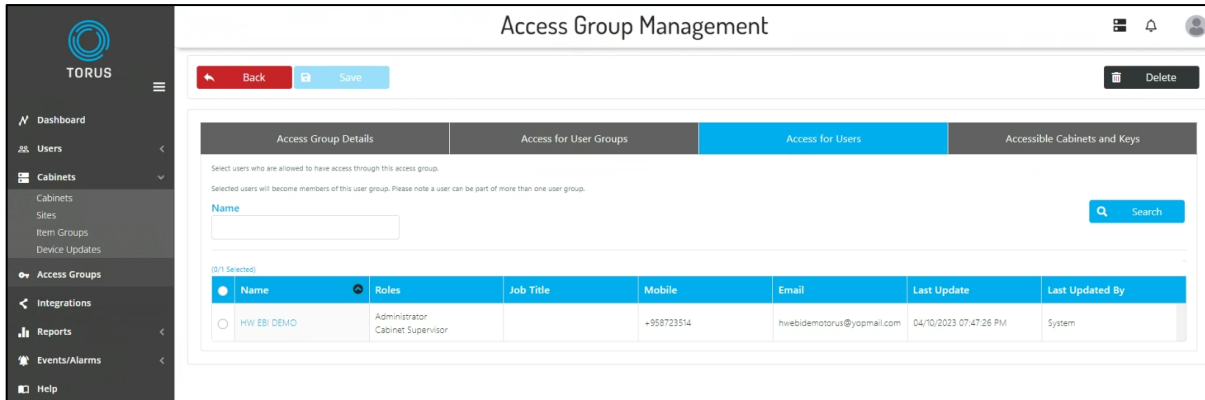 Access Group Management
TORUS
Back
Save
Delete
Dashboard
Users
Cabinets
Cabinets
Sites
Item Groups
Device Updates
Access Groups
Integrations
Reports
Events/Alarms
Help
Access Group Details
Access for User Groups
Access for Users
Accessible Cabinets and Keys
Select users who are allowed to have access through this access group.
Selected users will become members of this user group. Please note a user can be part of more than one user group.
Name
Search
(0/1 Selected)
Name Roles Job Title Mobile Email Last Update Last Updated By
HW EBI DEMO Administrator +958723514 hwebidemotorus@yopmail.com 04/10/2023 07:47:26 PM System
Cabinet Supervisor